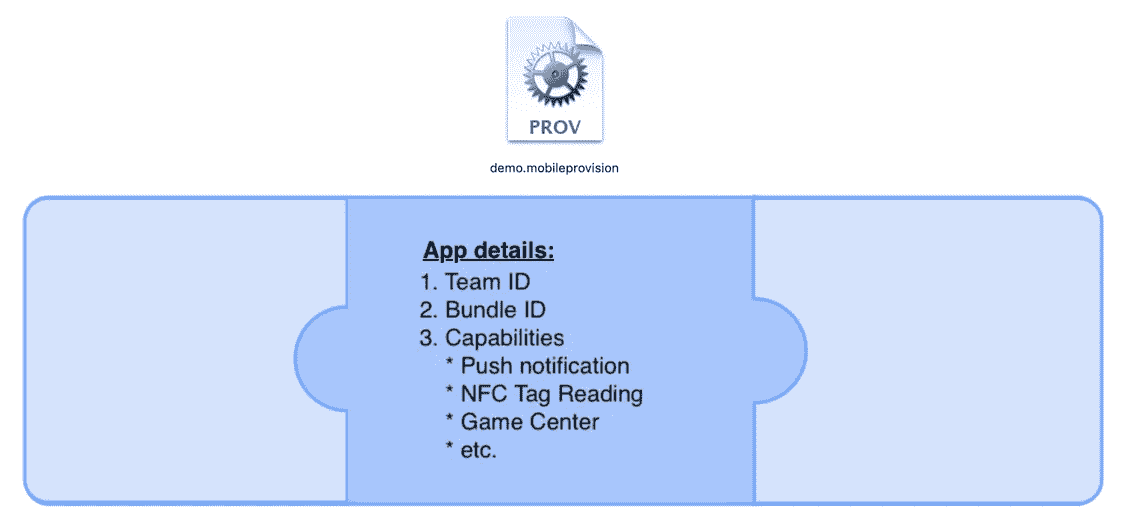 PROV
demo.mobileprovision
App details:
1. Team ID
2. Bundle ID
3. Capabilities
* Push notification
* NFC Tag Reading
* Game Center
* etc.